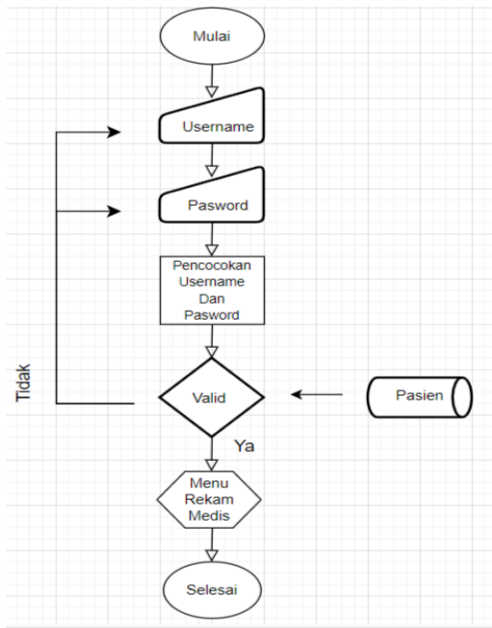 Mulai
Username
Pasword
Pencocokan
Username
Dan
Pasword
Tidak
Valid
Pasien
Ya
Menu
Rekam
Medis
Selesai